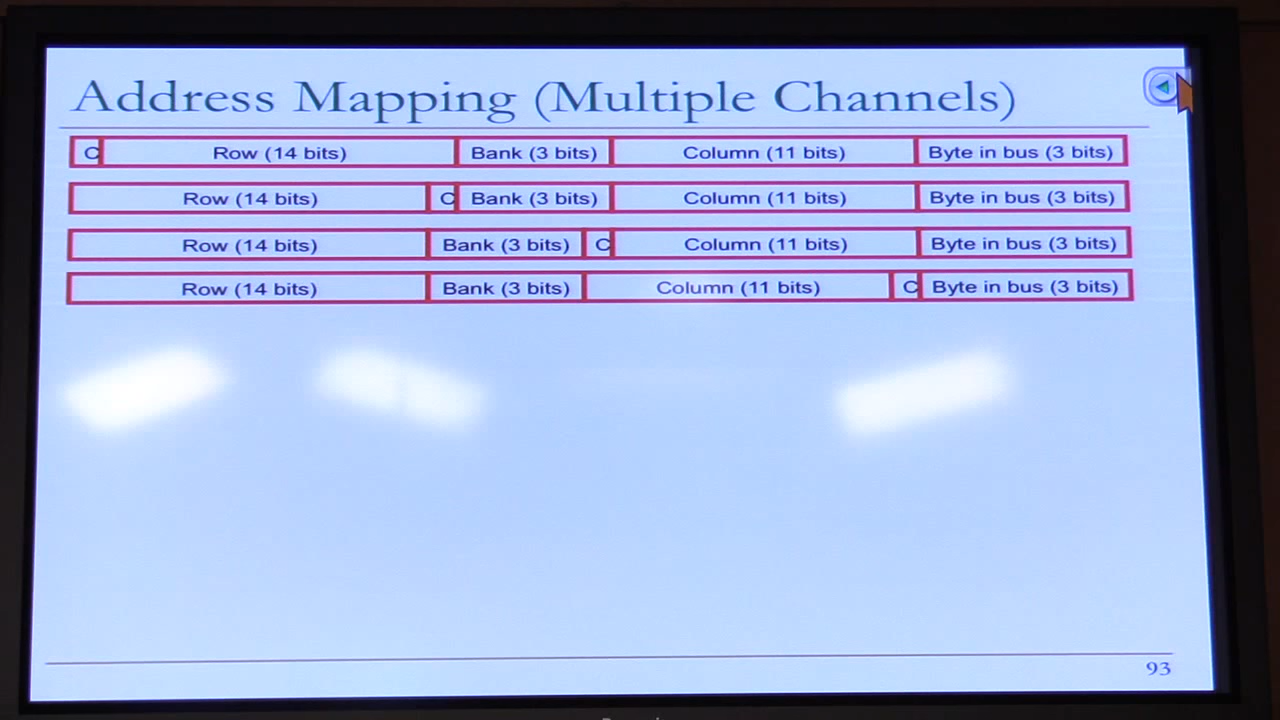 Address Mapping (Multiple Channels)
C Row (14 bits) Bank (3 bits) Column (11 bits) Byte in bus (3 bits)
Row (14 bits) C Bank (3 bits) Column (11 bits) Byte in bus (3 bits)
Row (14 bits) Bank (3 bits) C Column (11 bits) Byte in bus (3 bits)
Row (14 bits) Bank (3 bits) Column (11 bits) C Byte in bus (3 bits)
93